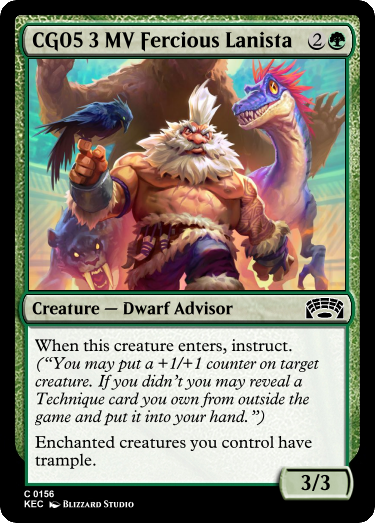 CG05 3 MV Fercious Lanista 2
Creature — Dwarf Advisor
When this creature enters, instruct.
(“You may put a +1/+1 counter on target
creature. If you didn’t you may reveal a
Technique card you own from outside the
game and put it into your hand.”)
Enchanted creatures you control have
trample.
3/3
C 0156
KEC Blizzard Studio